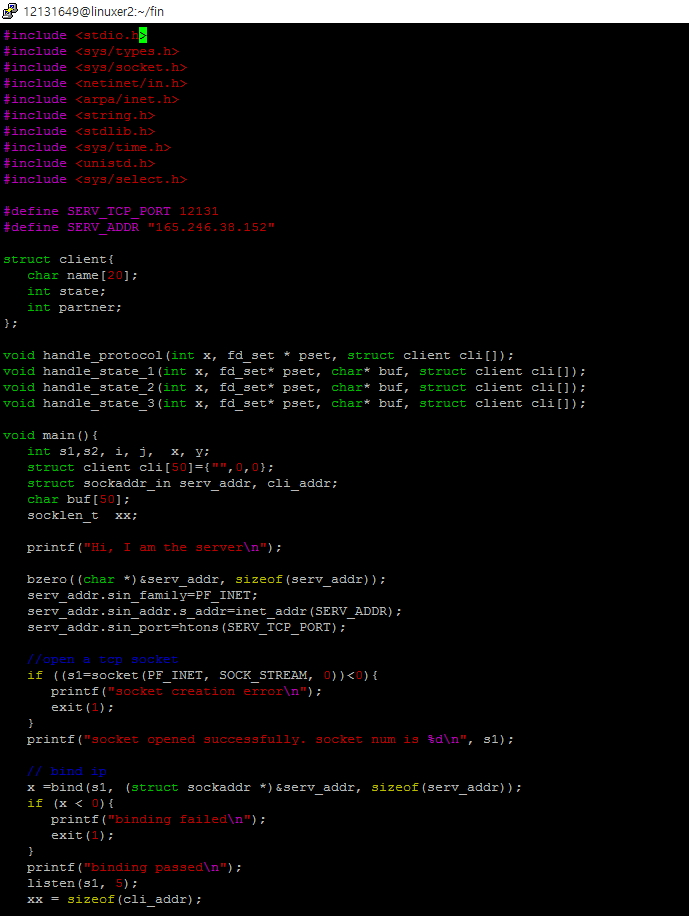 12131649@linuxer2:~/fin
#include <stdio.h>
#include <sys/types.h>
#include <sys/socket.h>
#include <netinet/in.h>
#include <arpa/inet.h>
#include <string.h>
#include <stdlib.h>
#include <sys/time.h>
#include <unistd.h>
#include <sys/select.h>
#define SERV_TCP_PORT 12131
#define SERV_ADDR "165.246.38.152"
struct client{
   char name[20];
   int state;
   int partner;
};
void handle_protocol(int x, fd_set * pset, struct client cli[]);
void handle_state_1(int x, fd_set* pset, char* buf, struct client cli[]);
void handle_state_2(int x, fd_set* pset, char* buf, struct client cli[]);
void handle_state_3(int x, fd_set* pset, char* buf, struct client cli[]);
void main(){
   int s1,s2, i, j,  x, y;
   struct client cli[50]={"",0,0};
   struct sockaddr_in serv_addr, cli_addr;
   char buf[50];
   socklen_t  xx;
   printf("Hi, I am the server\n");
   bzero((char *)&serv_addr, sizeof(serv_addr));
   serv_addr.sin_family=PF_INET;
   serv_addr.sin_addr.s_addr=inet_addr(SERV_ADDR);
   serv_addr.sin_port=htons(SERV_TCP_PORT);
   //open a tcp socket
   if ((s1=socket(PF_INET, SOCK_STREAM, 0))<0){
      printf("socket creation error\n");
      exit(1);
   }
   printf("socket opened successfully. socket num is %d\n", s1);
   // bind ip
   x =bind(s1, (struct sockaddr *)&serv_addr, sizeof(serv_addr));
   if (x < 0){
      printf("binding failed\n");
      exit(1);
   }
   printf("binding passed\n");
   listen(s1, 5);
   xx = sizeof(cli_addr);